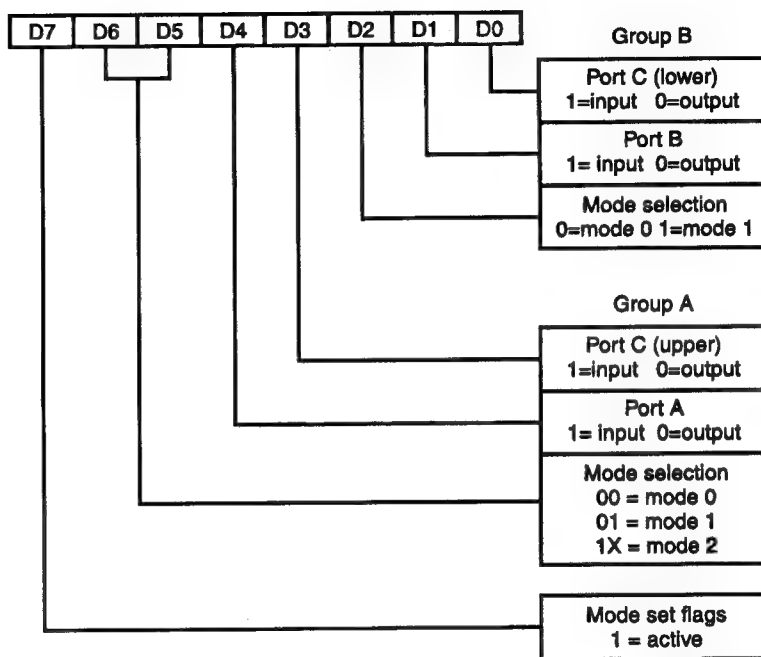 D7 D6 D5 D4 D3 D2 D1 D0
Group B
Port C (lower)
1=input 0=output
Port B
1= input 0=output
Mode selection
0=mode 0 1=mode 1
Group A
Port C (upper)
1=input 0=output
Port A
1= input 0=output
Mode selection
00 = mode 0
01 = mode 1
1X = mode 2
Mode set flags
1 = active